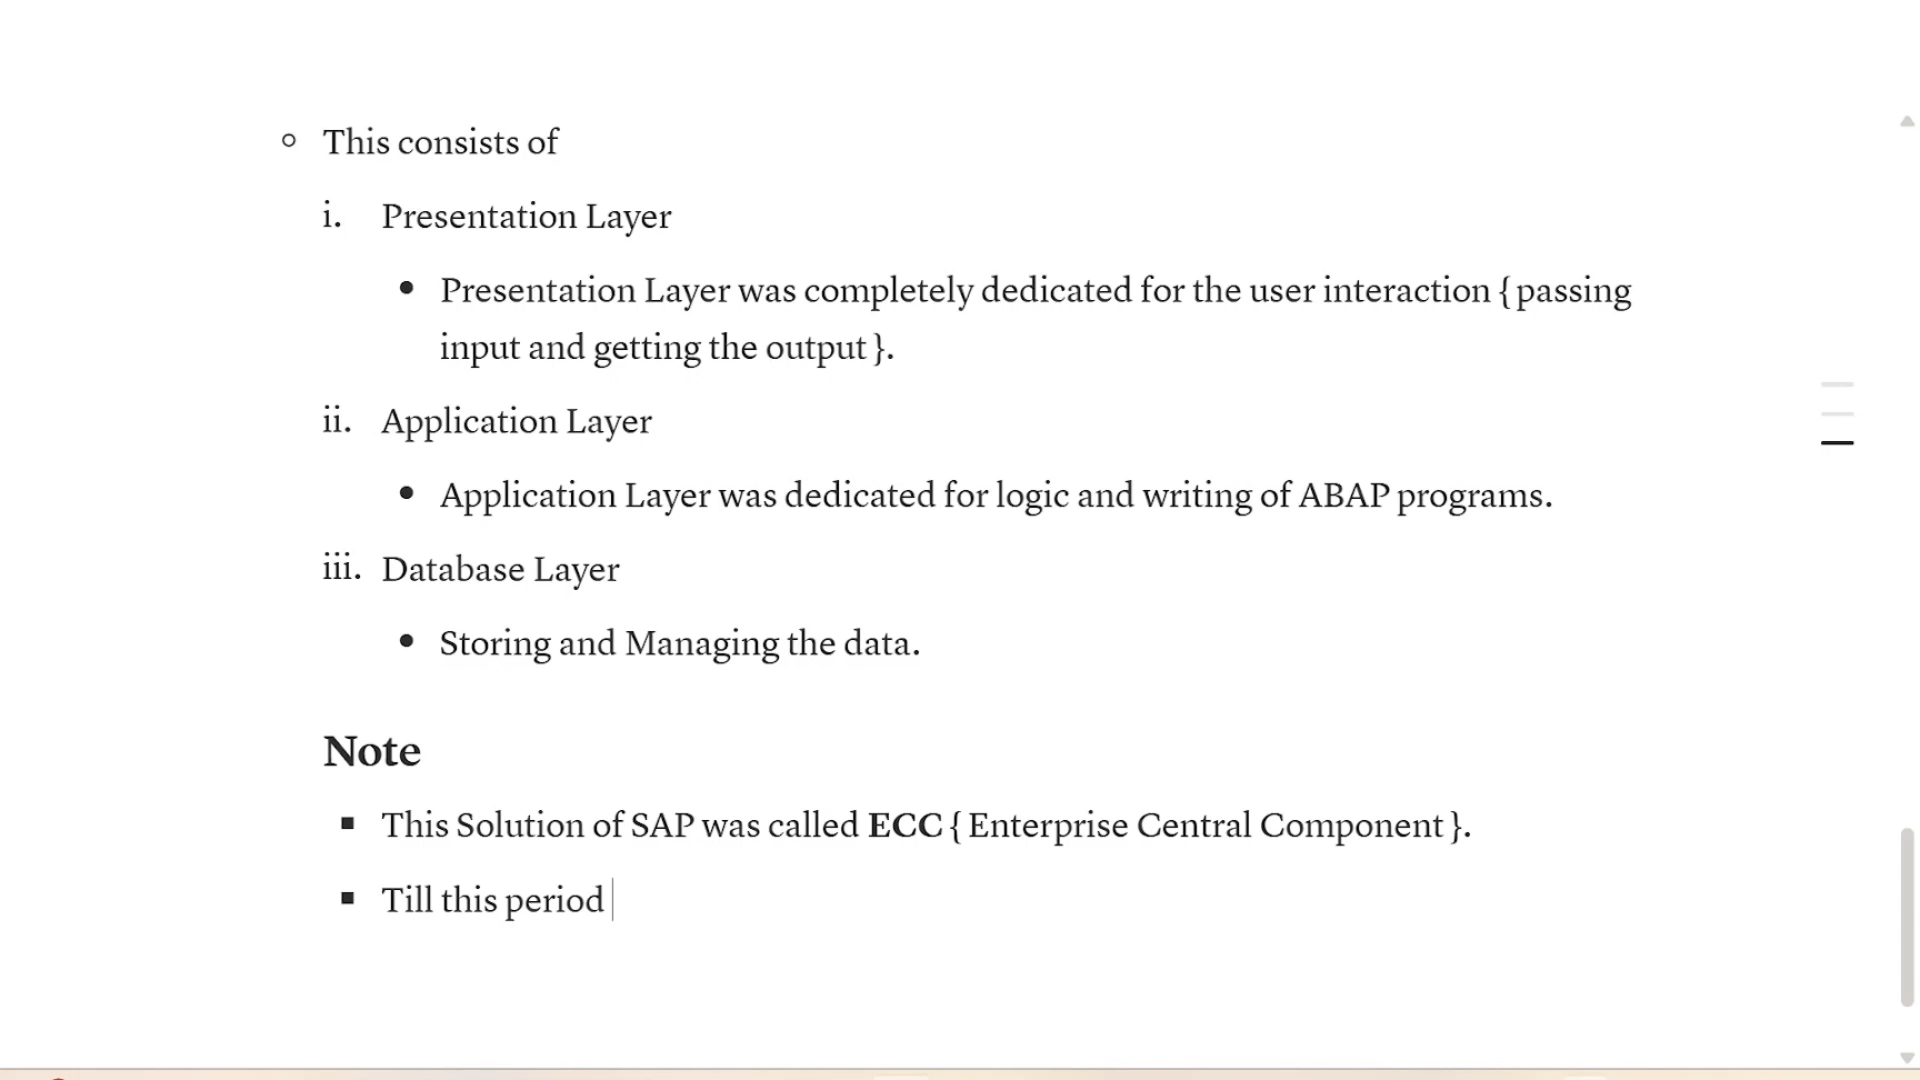 This consists of
i. Presentation Layer
Presentation Layer was completely dedicated for the user interaction {passing
input and getting the output}.
ii. Application Layer
Application Layer was dedicated for logic and writing of ABAP programs.
iii. Database Layer
Storing and Managing the data.
Note
This Solution of SAP was called ECC {Enterprise Central Component}.
Till this period